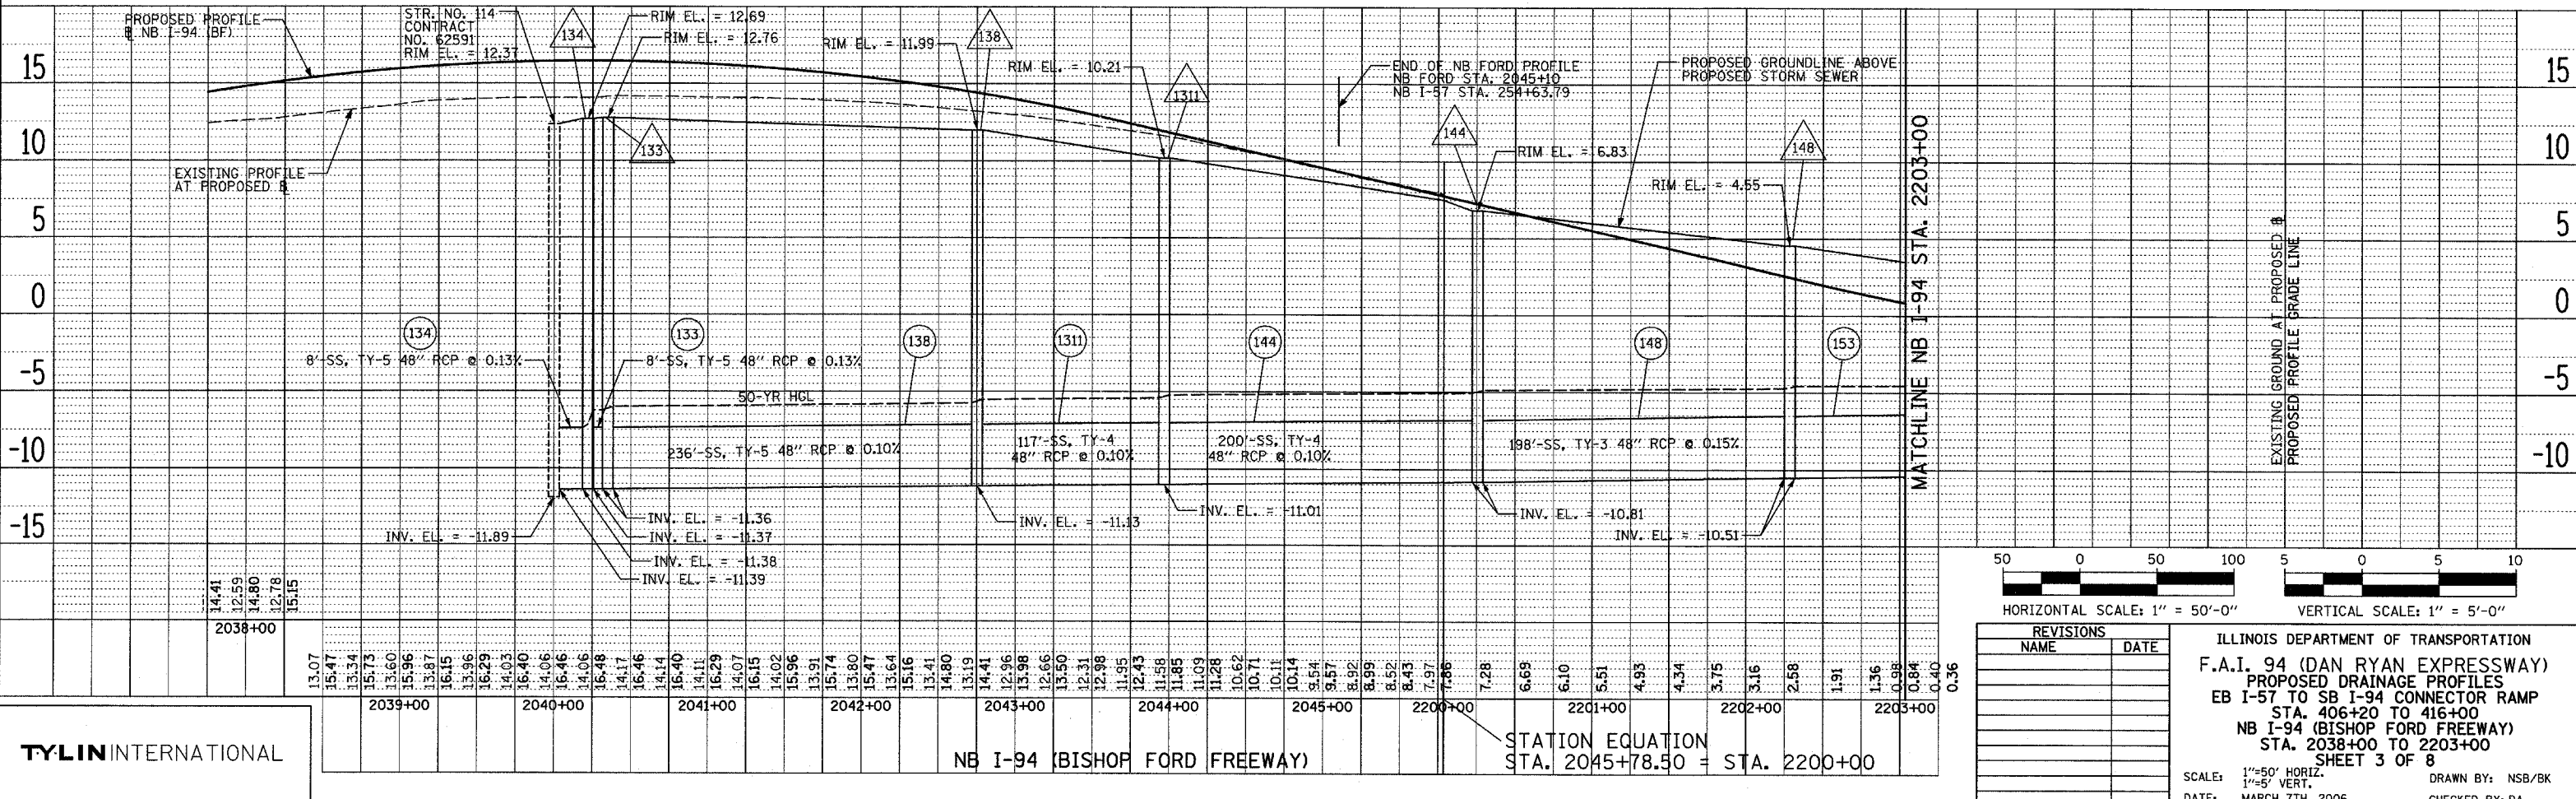 PROPOSED PROFILE
℄ NB I-94 (BF)
STR. NO. 114
CONTRACT
NO. 62591
RIM EL. = 12.37
134
RIM EL. = 12.69
RIM EL. = 12.76
133
RIM EL. = 11.99
138
RIM EL. = 10.21
1311
END OF NB FORD PROFILE
NB FORD STA. 2045+10
NB I-57 STA. 254+63.79
PROPOSED GROUNDLINE ABOVE
PROPOSED STORM SEWER
144
RIM EL. = 6.83
148
RIM EL. = 4.55
EXISTING PROFILE
AT PROPOSED ℄
MATCHLINE NB I-94 STA. 2203+00
EXISTING GROUND AT PROPOSED ℄
PROPOSED PROFILE GRADE LINE
15 15
10 10
5 5
0 0
-5 -5
-10 -10
-15
134 133 138 1311 144 148 153
8'-SS, TY-5 48" RCP @ 0.13%
8'-SS, TY-5 48" RCP @ 0.13%
50-YR HGL
236'-SS, TY-5 48" RCP @ 0.10%
117'-SS, TY-4
48" RCP @ 0.10%
200'-SS, TY-4
48" RCP @ 0.10%
198'-SS, TY-3 48" RCP @ 0.15%
INV. EL. = -11.89
INV. EL. = -11.36
INV. EL. = -11.37
INV. EL. = -11.38
INV. EL. = -11.39
INV. EL. = -11.13
INV. EL. = -11.01
INV. EL. = -10.81
INV. EL. = -10.51
14.41 12.59 14.80 12.78 15.15
2038+00
13.07 15.47 13.34 15.73 13.60 15.96 13.87 16.15 13.96 16.29 14.03 16.40 14.06 16.46 14.06 16.48 14.17 16.46 14.14 16.40 14.11 16.29 14.07 16.15 14.02 15.96 13.91 15.74 13.80 15.47 13.64 15.16 13.41 14.80 13.19 14.41 12.96 13.98 12.66 13.50 12.31 12.98 11.95 12.43 11.58 11.85 11.09 11.28 10.62 10.71 10.11 10.14 9.54 9.57 8.92 8.99 8.52 8.43 7.97 7.86 7.28 6.69 6.10 5.51 4.93 4.34 3.75 3.16 2.58 1.91 1.36 0.98 0.84 0.40 0.36
2039+00 2040+00 2041+00 2042+00 2043+00 2044+00 2045+00 2200+00 2201+00 2202+00 2203+00
NB I-94 (BISHOP FORD FREEWAY)
STATION EQUATION
STA. 2045+78.50 = STA. 2200+00
TYLIN INTERNATIONAL
50 0 50 100
HORIZONTAL SCALE: 1" = 50'-0"
5 0 5 10
VERTICAL SCALE: 1" = 5'-0"
REVISIONS
NAME DATE
ILLINOIS DEPARTMENT OF TRANSPORTATION
F.A.I. 94 (DAN RYAN EXPRESSWAY)
PROPOSED DRAINAGE PROFILES
EB I-57 TO SB I-94 CONNECTOR RAMP
STA. 406+20 TO 416+00
NB I-94 (BISHOP FORD FREEWAY)
STA. 2038+00 TO 2203+00
SHEET 3 OF 8
SCALE: 1"=50' HORIZ.
1"=5' VERT.
DRAWN BY: NSB/BK
DATE: MARCH 7TH, 2006
CHECKED BY: